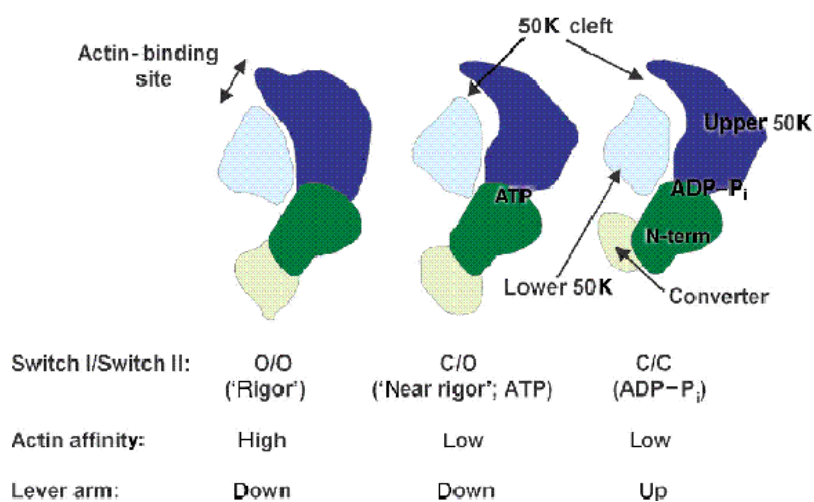 50K cleft
Actin-binding
site
Upper 50K
ATP
ADP–Pi
N-term
Lower 50K
Converter
Switch I/Switch II: O/O C/O C/C
('Rigor') ('Near rigor'; ATP) (ADP–Pi)
Actin affinity: High Low Low
Lever arm: Down Down Up